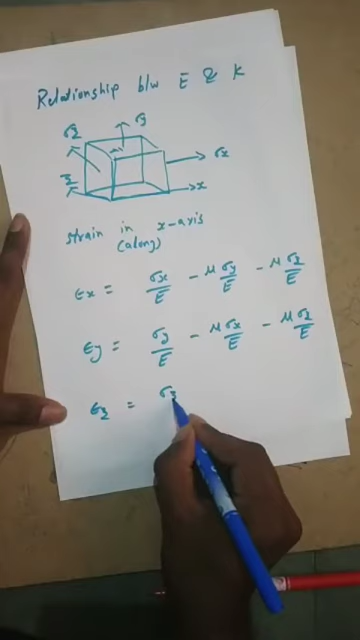 Relationship b/w E & K
σz
σy
σx
z
x
strain in x-axis
(along)
εx = σx/E - μ σy/E - μ σz/E
εy = σy/E - μ σx/E - μ σz/E
εz = σz